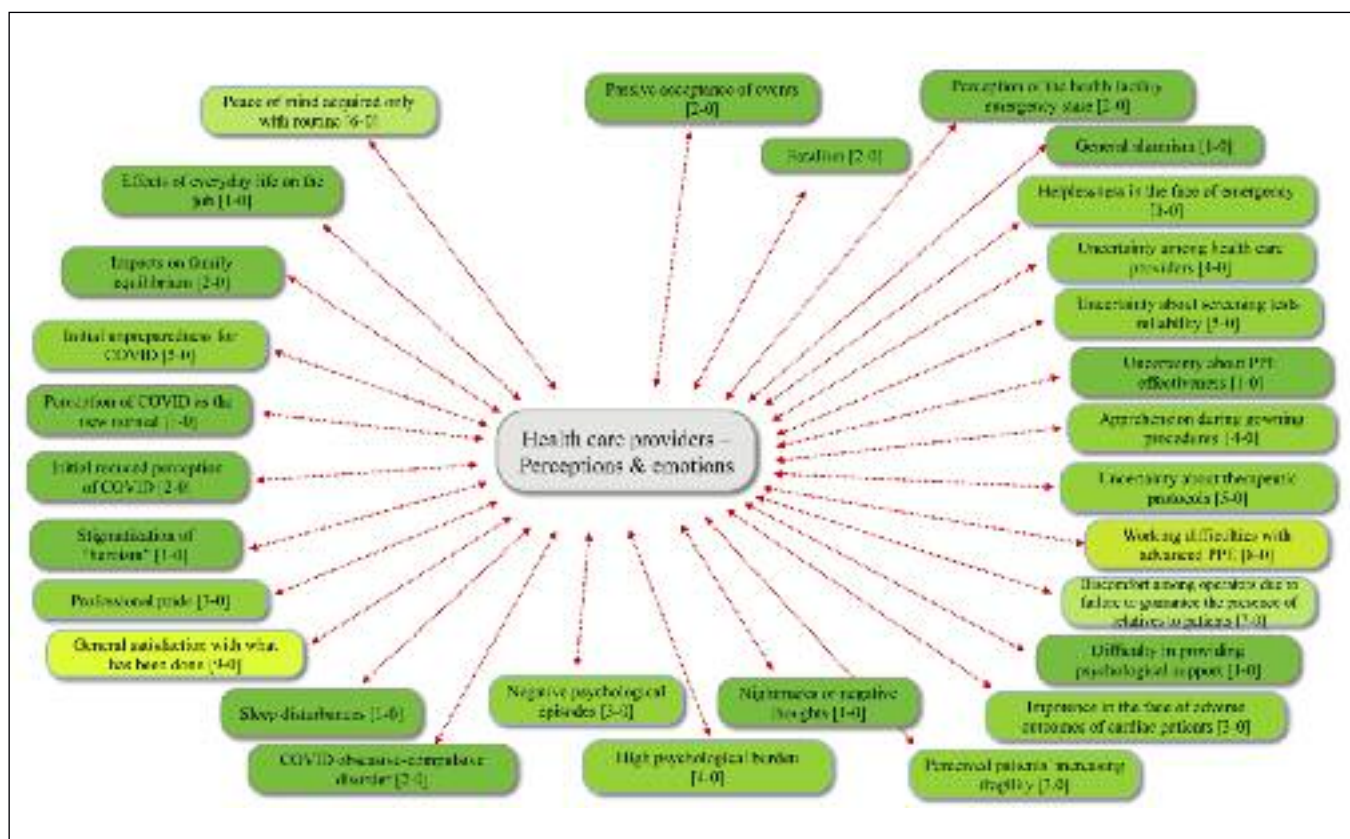 Peace of mind acquired only
with routine [6-0]
Passive acceptance of events
[2-0]
Perception of the health facility
emergency state [2-0]
Fatalism [2-0]
General alarmism [1-0]
Effects of everyday life on the
job [1-0]
Helplessness in the face of emergency
Uncertainty among health care
providers [4-0]
Impacts on family
equilibrium [2-0]
Uncertainty about screening tests
reliability [5-0]
Initial unpreparedness for
COVID [5-0]
Uncertainty about PPE
effectiveness [1-0]
Perception of COVID as the
new normal [1-0]
Apprehension during gowning
procedures [4-0]
Health care providers –
Perceptions & emotions
Initial reduced perception
of COVID [2-0]
Uncertainty about therapeutic
protocols [5-0]
Stigmatization of
"heroism" [1-0]
Working difficulties with
advanced PPE [8-0]
Professional pride [3-0]
Discomfort among operators due to
failure to guarantee the presence of
relatives to patients [7-0]
General satisfaction with what
has been done [9-0]
Difficulty in providing
psychological support [1-0]
Sleep disturbances [1-0]
Negative psychological
episodes [3-0]
Nightmares or negative
thoughts [1-0]
Impotence in the face of adverse
outcomes of cardiac patients [3-0]
COVID obsessive-compulsive
disorder [2-0]
High psychological burden
[4-0]
Perceived patients' increasing
fragility [3-0]